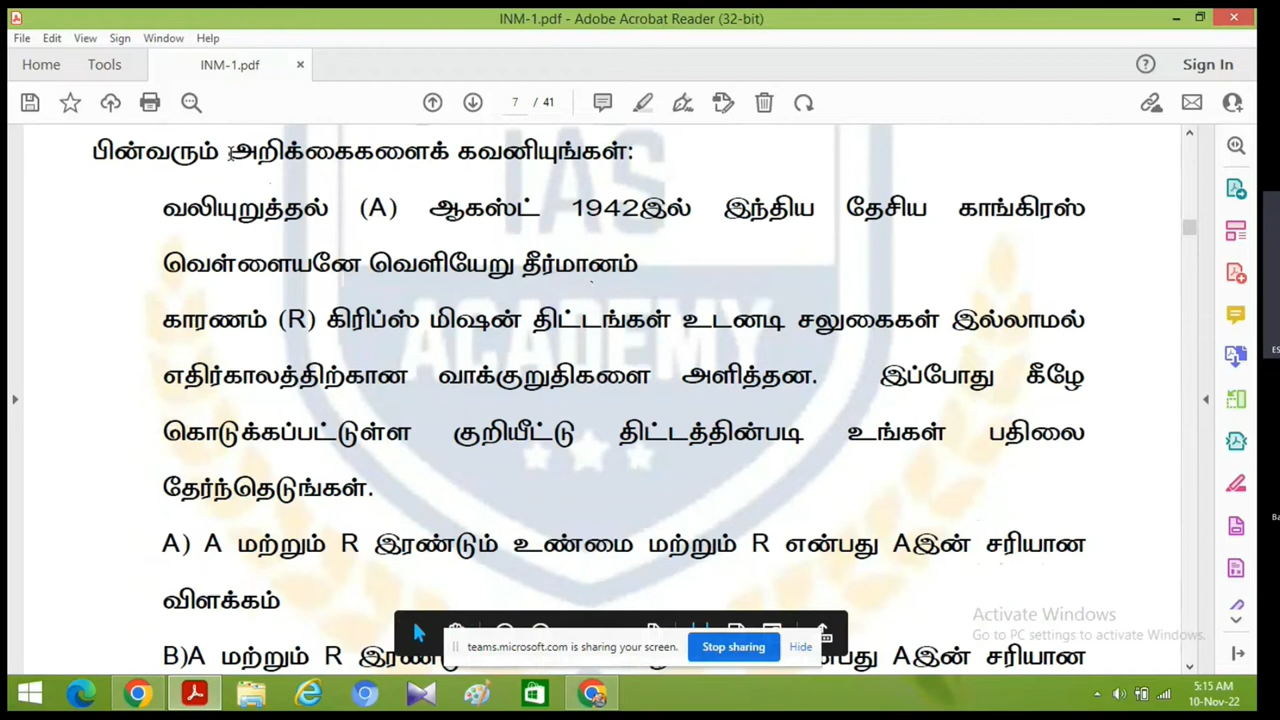 INM-1.pdf - Adobe Acrobat Reader (32-bit)
File Edit View Sign Window Help
Home Tools INM-1.pdf × Sign In
7 / 41
பின்வரும் அறிக்கைகளைக் கவனியுங்கள்:
வலியுறுத்தல் (A) ஆகஸ்ட் 1942இல் இந்திய தேசிய காங்கிரஸ்
வெள்ளையனே வெளியேறு தீர்மானம்
காரணம் (R) கிரிப்ஸ் மிஷன் திட்டங்கள் உடனடி சலுகைகள் இல்லாமல்
எதிர்காலத்திற்கான வாக்குறுதிகளை அளித்தன. இப்போது கீழே
கொடுக்கப்பட்டுள்ள குறியீட்டு திட்டத்தின்படி உங்கள் பதிலை
தேர்ந்தெடுங்கள்.
A) A மற்றும் R இரண்டும் உண்மை மற்றும் R என்பது Aஇன் சரியான
விளக்கம்
B)A மற்றும் R Aஇன் சரியான
IAS
ACADEMY
teams.microsoft.com is sharing your screen. Stop sharing Hide
Activate Windows
Go to PC settings to activate Windows.
5:15 AM
10-Nov-22